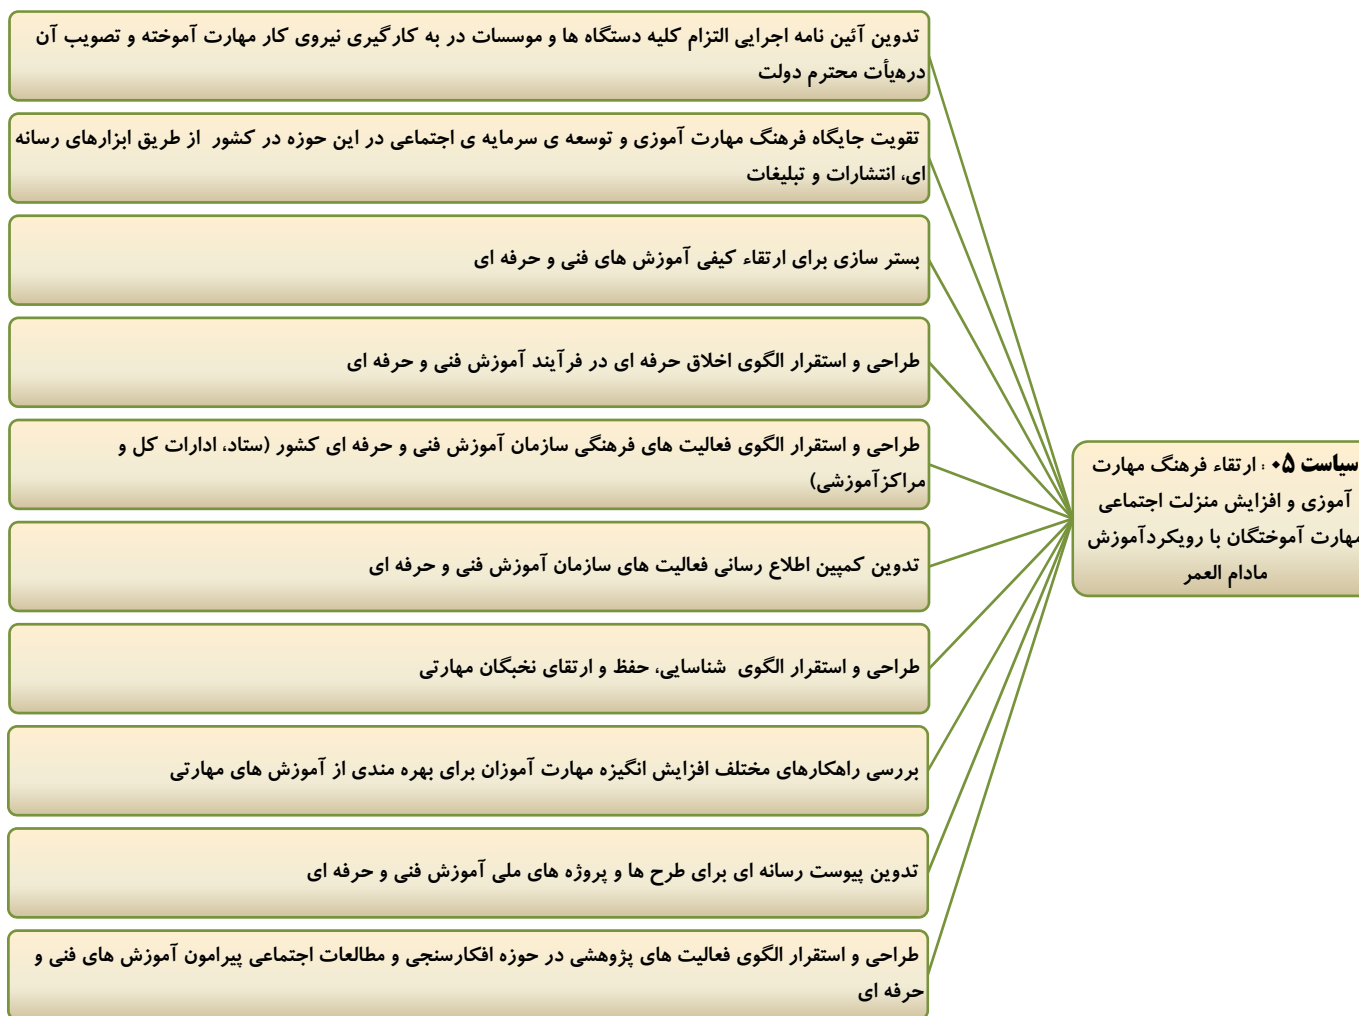 سیاست ۰۵ : ارتقاء فرهنگ مهارت
آموزی و افزایش منزلت اجتماعی
مهارت آموختگان با رویکردآموزش
مادام العمر
تدوین آئین نامه اجرایی التزام کلیه دستگاه ها و موسسات در به کارگیری نیروی کار مهارت آموخته و تصویب آن
درهیأت محترم دولت
تقویت جایگاه فرهنگ مهارت آموزی و توسعه ی سرمایه ی اجتماعی در این حوزه در کشور از طریق ابزارهای رسانه
ای، انتشارات و تبلیغات
بستر سازی برای ارتقاء کیفی آموزش های فنی و حرفه ای
طراحی و استقرار الگوی اخلاق حرفه ای در فرآیند آموزش فنی و حرفه ای
طراحی و استقرار الگوی فعالیت های فرهنگی سازمان آموزش فنی و حرفه ای کشور (ستاد، ادارات کل و
مراکزآموزشی)
تدوین کمپین اطلاع رسانی فعالیت های سازمان آموزش فنی و حرفه ای
طراحی و استقرار الگوی شناسایی، حفظ و ارتقای نخبگان مهارتی
بررسی راهکارهای مختلف افزایش انگیزه مهارت آموزان برای بهره مندی از آموزش های مهارتی
تدوین پیوست رسانه ای برای طرح ها و پروژه های ملی آموزش فنی و حرفه ای
طراحی و استقرار الگوی فعالیت های پژوهشی در حوزه افکارسنجی و مطالعات اجتماعی پیرامون آموزش های فنی و
حرفه ای